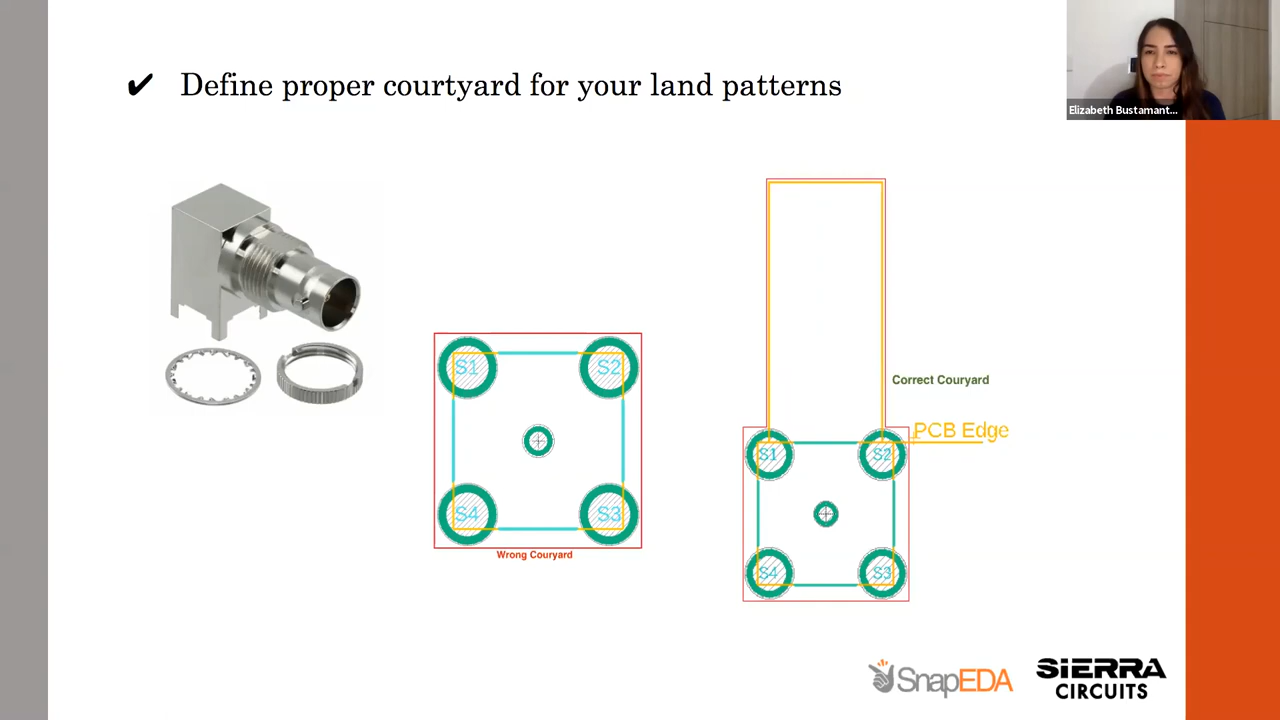 ✔ Define proper courtyard for your land patterns
Elizabeth Bustamant...
S1 S2
S4 S3
Wrong Couryard
Correct Couryard
PCB Edge
S1 S2
S4 S3
SnapEDA
SIERRA
CIRCUITS